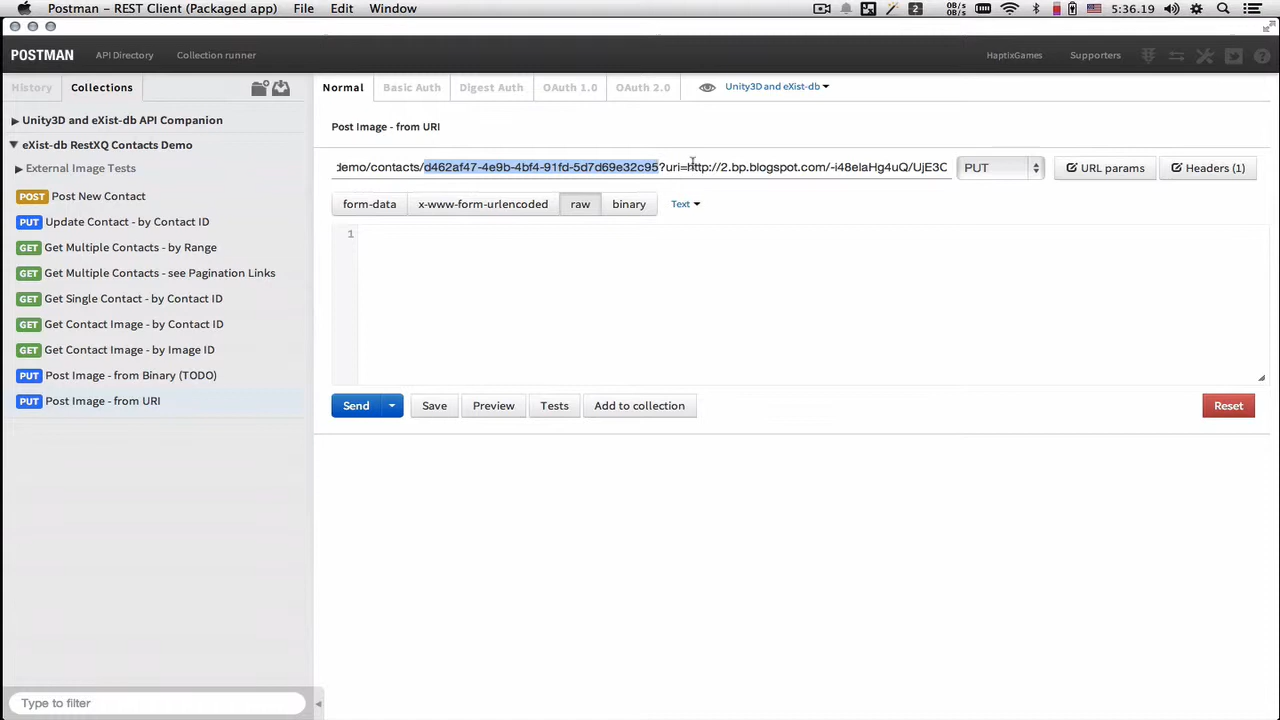 Postman - REST Client (Packaged app) File Edit Window 2 0B/s 0B/s 5:36.19
POSTMAN API Directory Collection runner HaptixGames Supporters
History Collections
Normal Basic Auth Digest Auth OAuth 1.0 OAuth 2.0 Unity3D and eXist-db
Unity3D and eXist-db API Companion
Post Image - from URI
eXist-db RestXQ Contacts Demo
External Image Tests
demo/contacts/d462af47-4e9b-4bf4-91fd-5d7d69e32c95?uri=http://2.bp.blogspot.com/-i48elaHg4uQ/UjE3C PUT URL params Headers (1)
POST Post New Contact
form-data x-www-form-urlencoded raw binary Text
PUT Update Contact - by Contact ID
1
GET Get Multiple Contacts - by Range
GET Get Multiple Contacts - see Pagination Links
GET Get Single Contact - by Contact ID
GET Get Contact Image - by Contact ID
GET Get Contact Image - by Image ID
PUT Post Image - from Binary (TODO)
PUT Post Image - from URI
Send Save Preview Tests Add to collection Reset
Type to filter